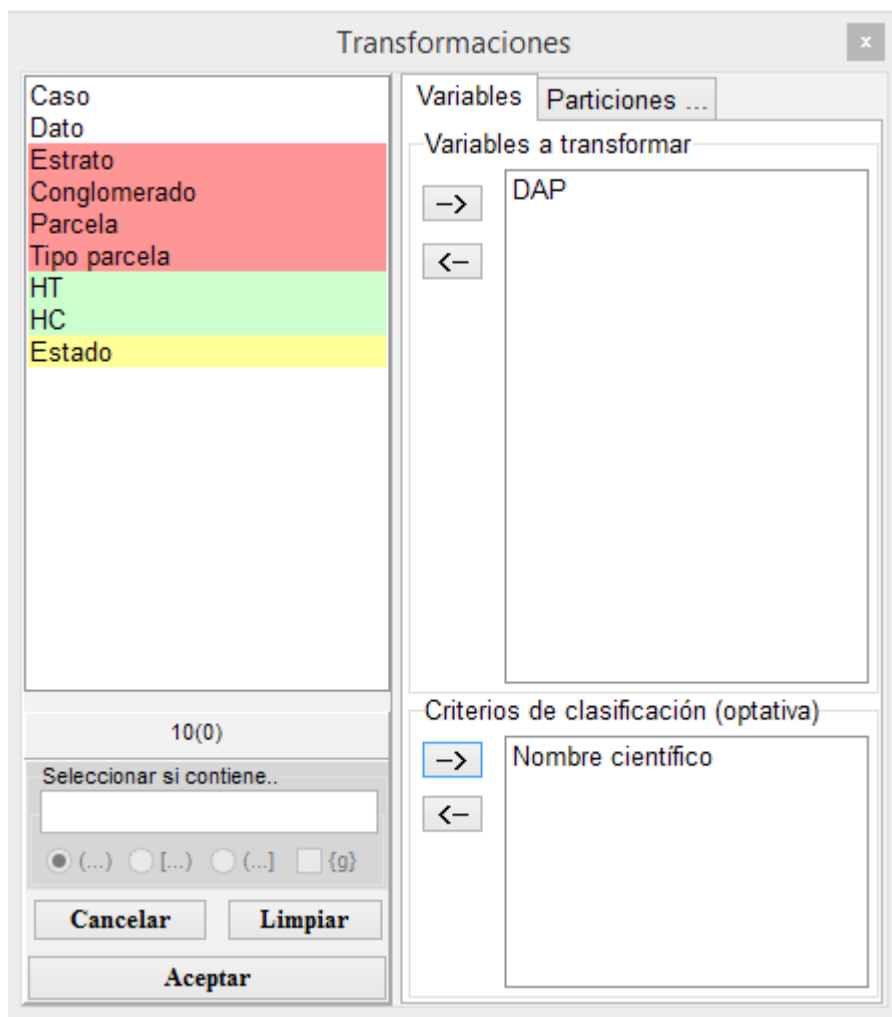 Transformaciones
x
Caso
Dato
Estrato
Conglomerado
Parcela
Tipo parcela
HT
HC
Estado
10(0)
Seleccionar si contiene..
(...) [...) (...] {g}
Cancelar Limpiar
Aceptar
Variables Particiones ...
Variables a transformar
-->
<--
DAP
Criterios de clasificación (optativa)
-->
<--
Nombre científico